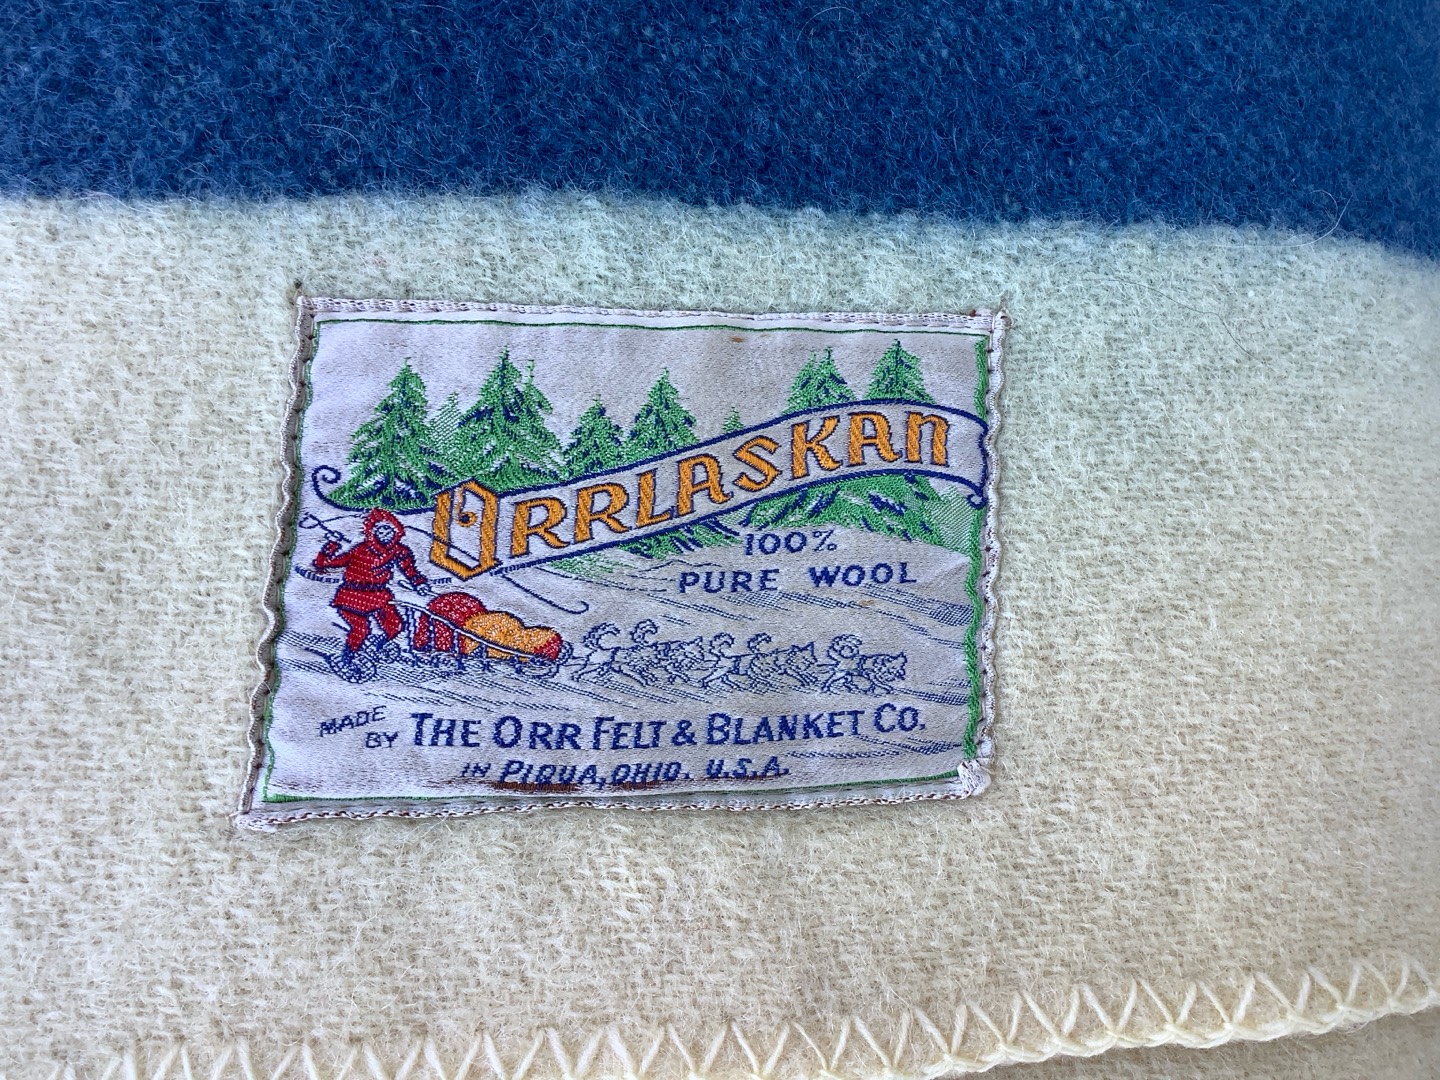 ORRLASKAN
100%
PURE WOOL
MADE
BY THE ORR FELT & BLANKET CO.
IN PIQUA, OHIO. U.S.A.